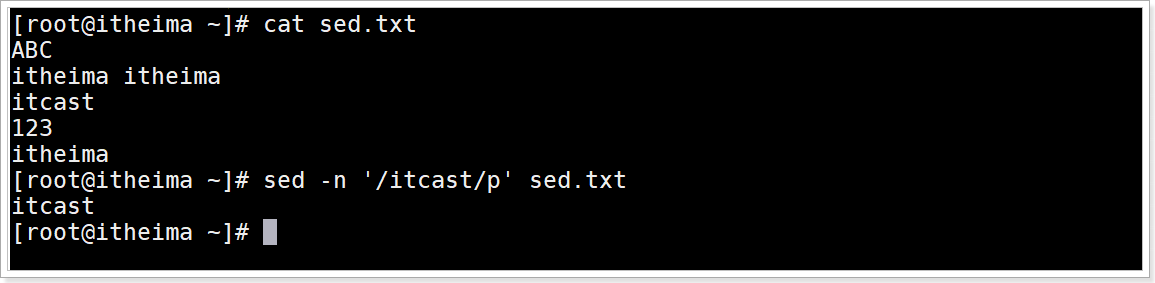 [root@itheima ~]# cat sed.txt
ABC
itheima itheima
itcast
123
itheima
[root@itheima ~]# sed -n '/itcast/p' sed.txt
itcast
[root@itheima ~]#